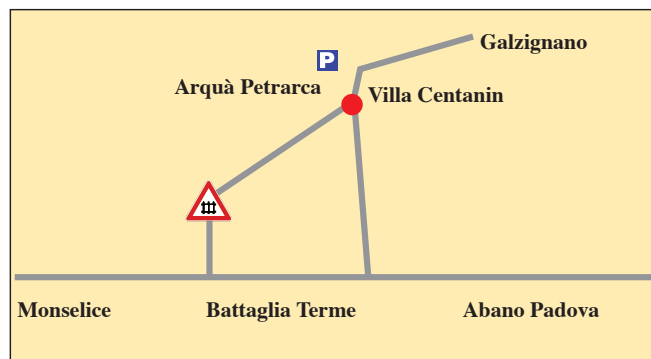 Galzignano
P
Arquà Petrarca
Villa Centanin
Monselice
Battaglia Terme
Abano Padova